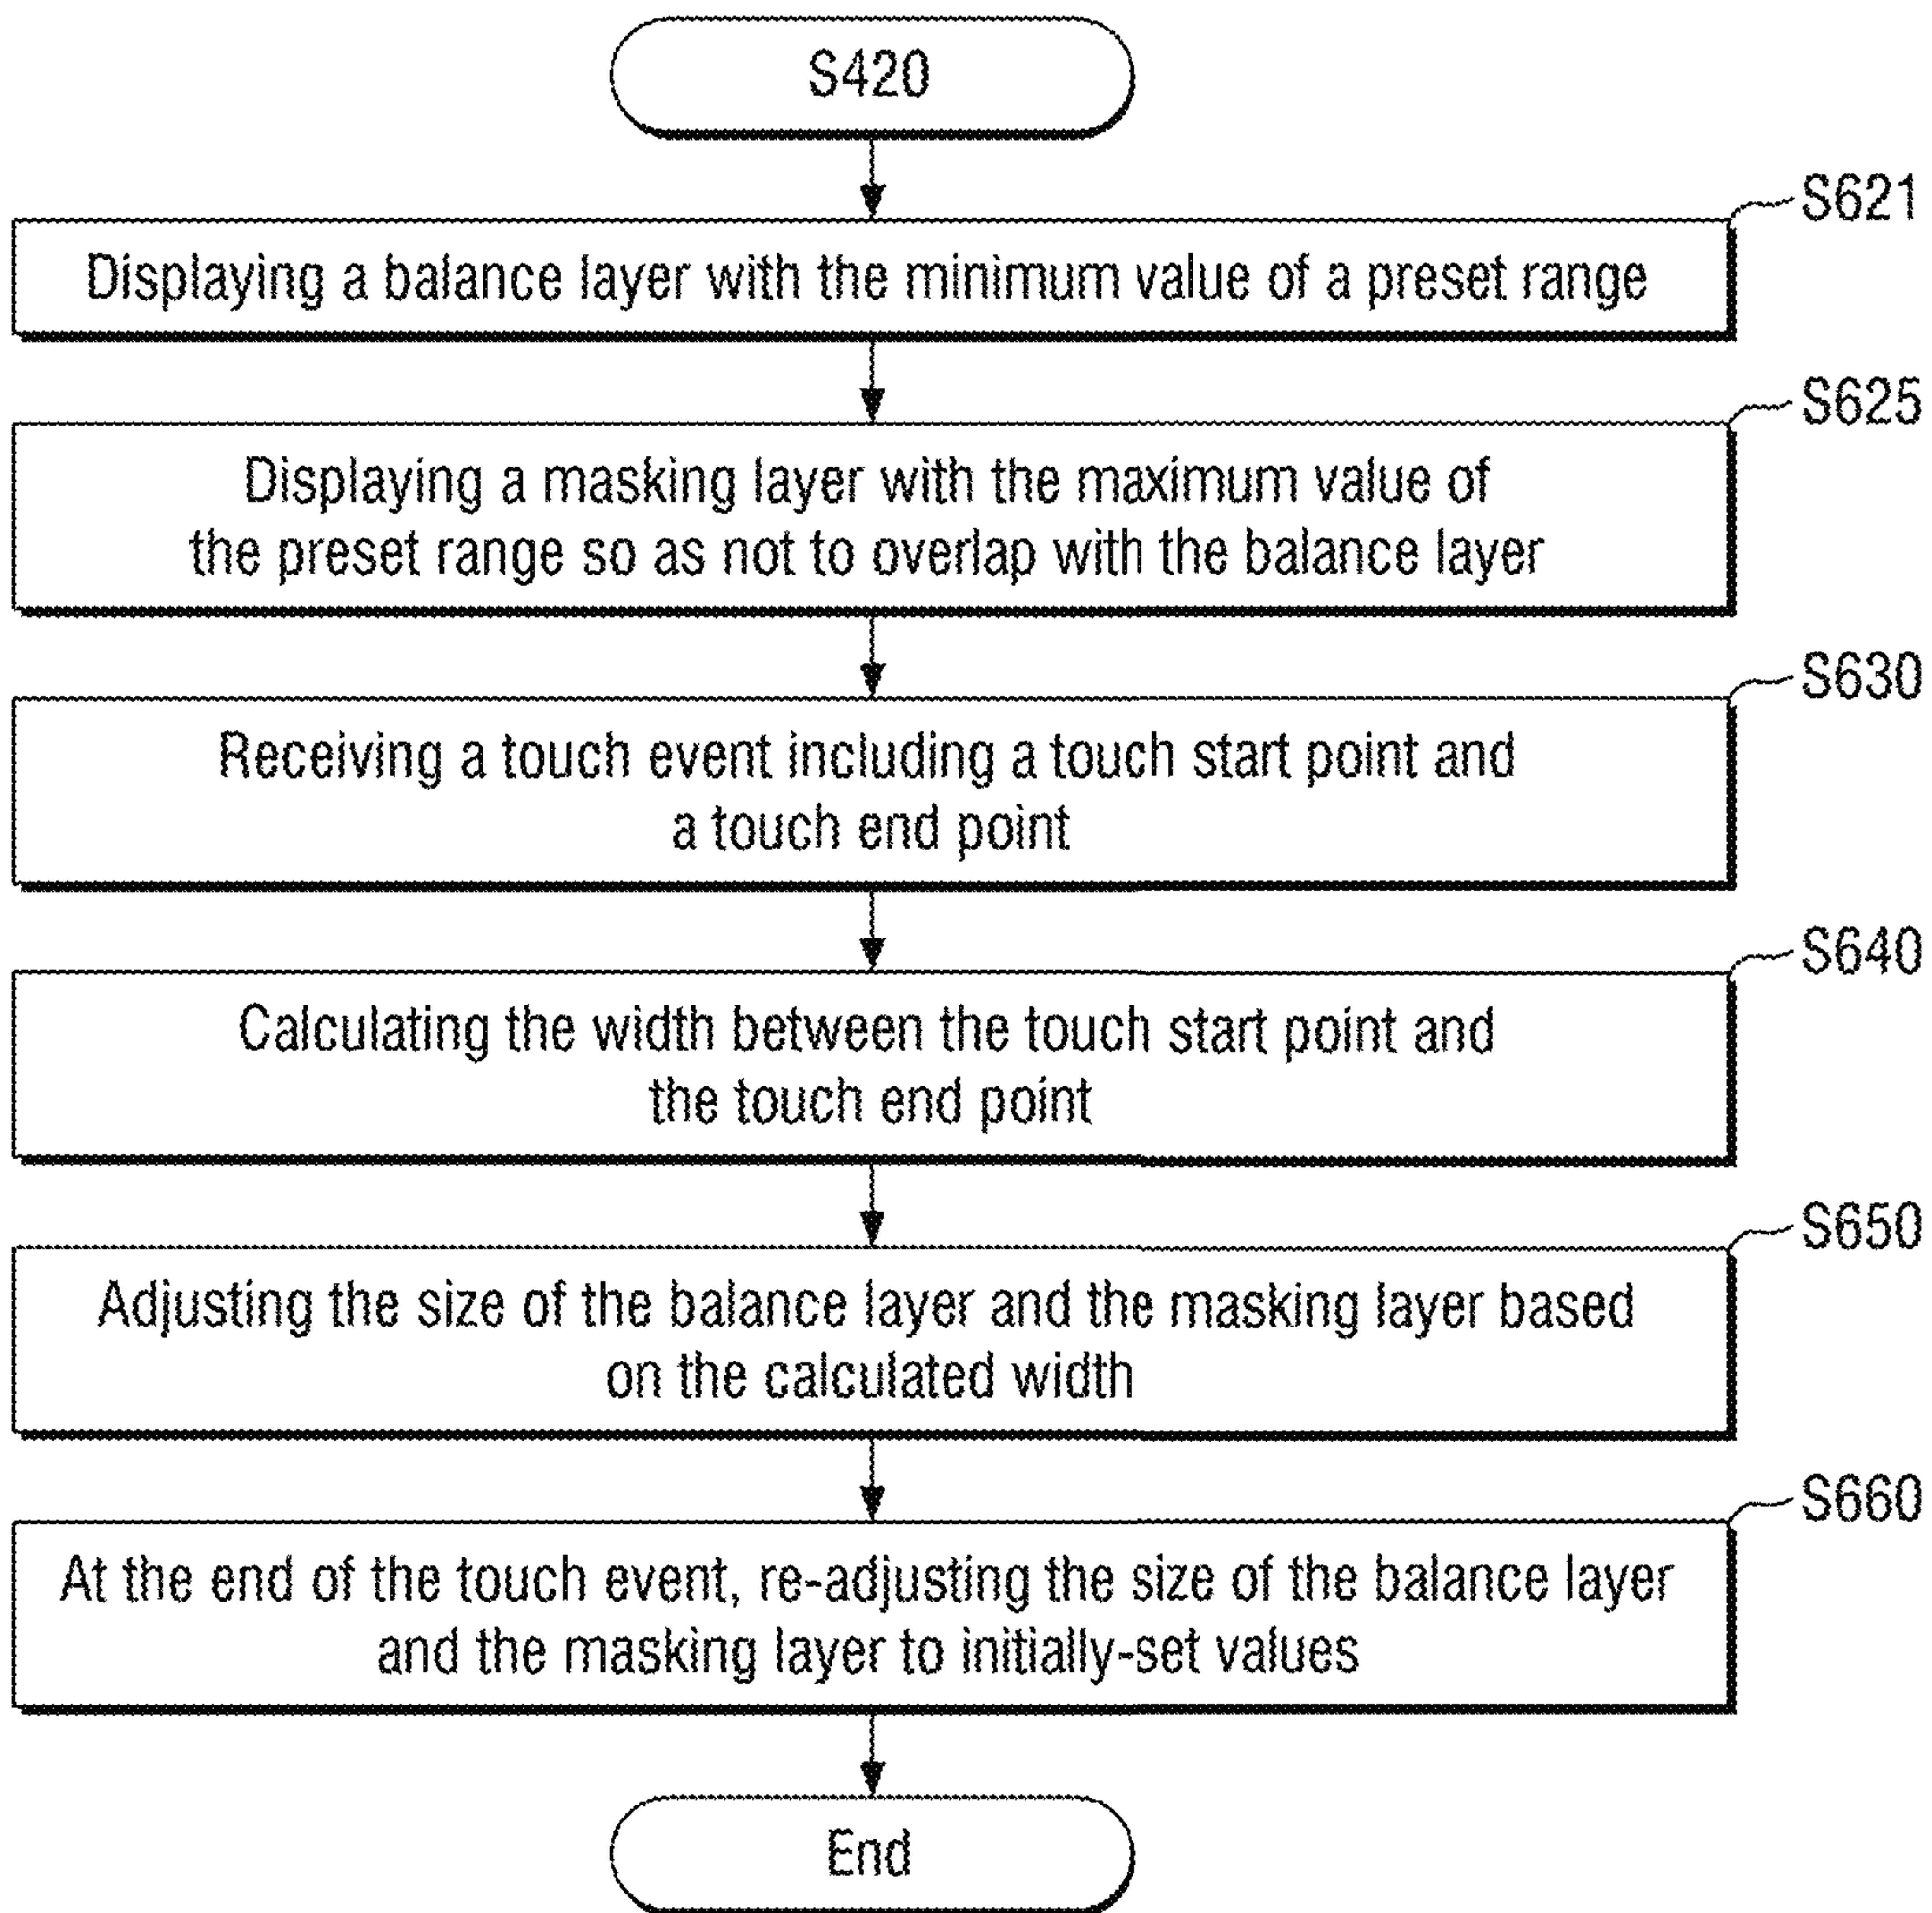 S420
S621
Displaying a balance layer with the minimum value of a preset range
S625
Displaying a masking layer with the maximum value of
the preset range so as not to overlap with the balance layer
S630
Receiving a touch event including a touch start point and
a touch end point
S640
Calculating the width between the touch start point and
the touch end point
S650
Adjusting the size of the balance layer and the masking layer based
on the calculated width
S660
At the end of the touch event, re-adjusting the size of the balance layer
and the masking layer to initially-set values
End